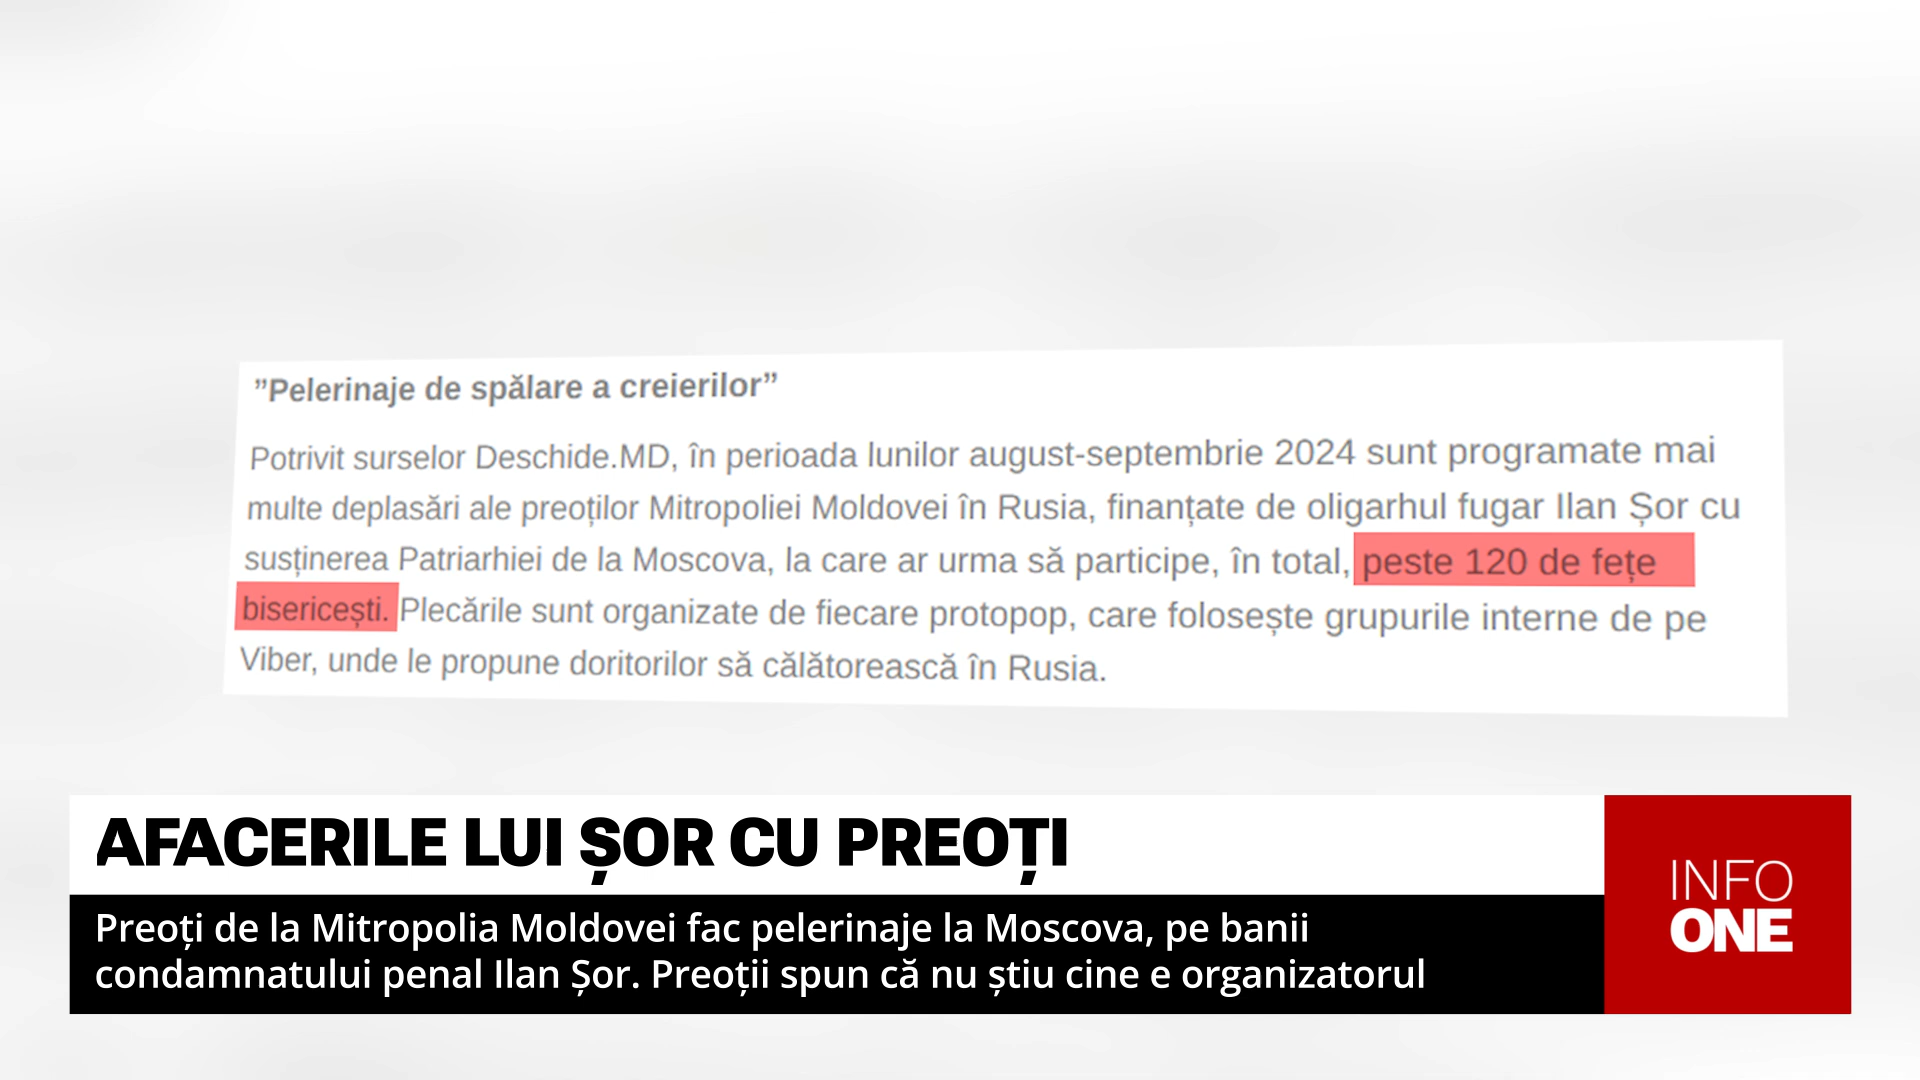 ”Pelerinaje de spălare a creierilor”
Potrivit surselor Deschide.MD, în perioada lunilor august-septembrie 2024 sunt programate mai
multe deplasări ale preoților Mitropoliei Moldovei în Rusia, finanțate de oligarhul fugar Ilan Șor cu
susținerea Patriarhiei de la Moscova, la care ar urma să participe, în total, peste 120 de fețe
bisericești. Plecările sunt organizate de fiecare protopop, care folosește grupurile interne de pe
Viber, unde le propune doritorilor să călătorească în Rusia.
AFACERILE LUI ȘOR CU PREOȚI
Preoți de la Mitropolia Moldovei fac pelerinaje la Moscova, pe banii
condamnatului penal Ilan Șor. Preoții spun că nu știu cine e organizatorul
INFO
ONE